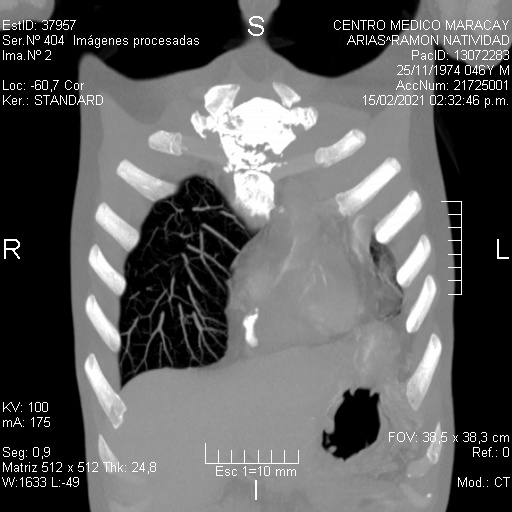 EstID: 37957
Ser.Nº 404 Imágenes procesadas
Ima.Nº 2
Loc: -60,7 Cor
Ker.: STANDARD
S
CENTRO MEDICO MARACAY
ARIAS^RAMON NATIVIDAD
PacID: 13072283
25/11/1974 046Y M
AccNum: 21725001
15/02/2021 02:32:46 p.m.
R
L
KV: 100
mA: 175
Seg: 0,9
Matriz 512 x 512 Thk: 24,8
W:1633 L:-49
Esc 1=10 mm
I
FOV: 38,5 x 38,3 cm
Ref.: 0
Mod.: CT